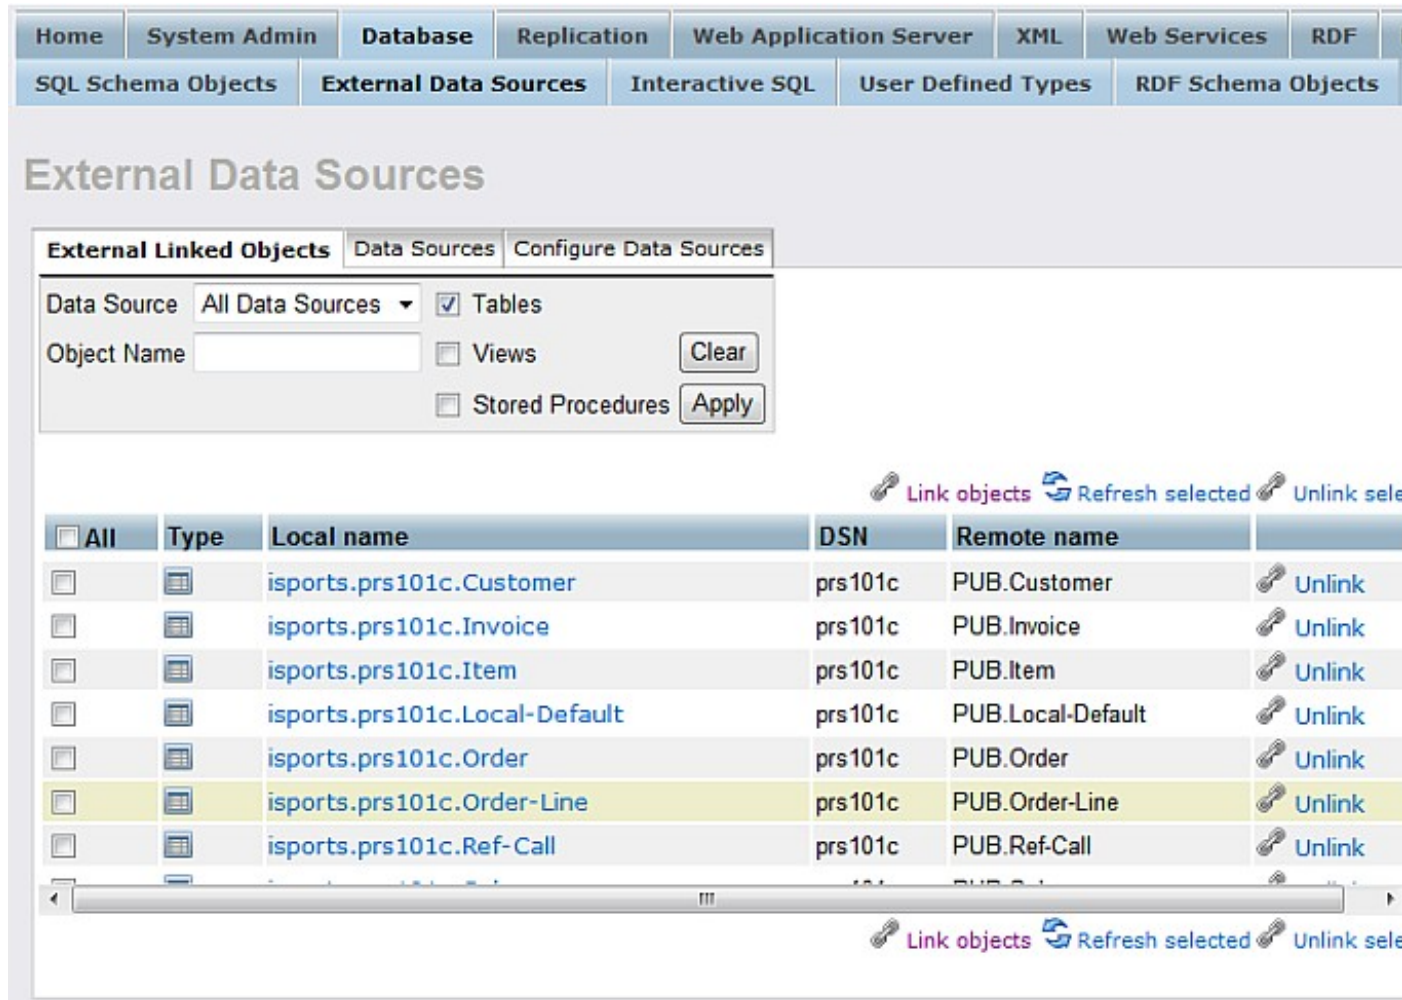 Home System Admin Database Replication Web Application Server XML Web Services RDF
SQL Schema Objects External Data Sources Interactive SQL User Defined Types RDF Schema Objects
External Data Sources
External Linked Objects Data Sources Configure Data Sources
Data Source All Data Sources Tables
Object Name Views Clear
Stored Procedures Apply
Link objects Refresh selected Unlink sele
All Type Local name DSN Remote name
isports.prs101c.Customer prs101c PUB.Customer Unlink
isports.prs101c.Invoice prs101c PUB.Invoice Unlink
isports.prs101c.Item prs101c PUB.Item Unlink
isports.prs101c.Local-Default prs101c PUB.Local-Default Unlink
isports.prs101c.Order prs101c PUB.Order Unlink
isports.prs101c.Order-Line prs101c PUB.Order-Line Unlink
isports.prs101c.Ref-Call prs101c PUB.Ref-Call Unlink
Link objects Refresh selected Unlink sele